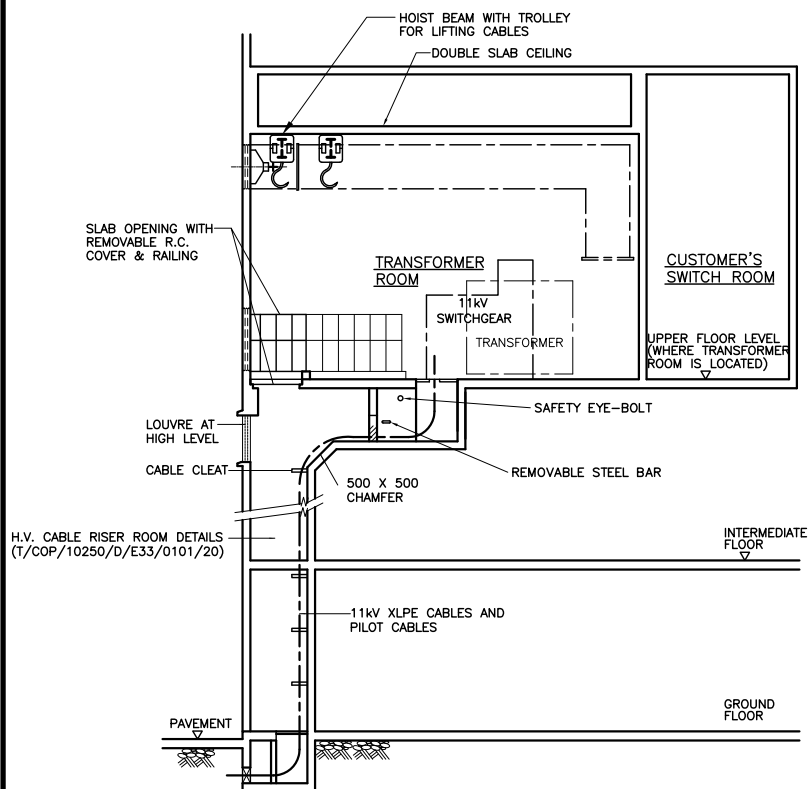 HOIST BEAM WITH TROLLEY
FOR LIFTING CABLES
DOUBLE SLAB CEILING
SLAB OPENING WITH
REMOVABLE R.C.
COVER & RAILING
TRANSFORMER
ROOM
CUSTOMER'S
SWITCH ROOM
11kV
SWITCHGEAR
TRANSFORMER
UPPER FLOOR LEVEL
(WHERE TRANSFORMER
ROOM IS LOCATED)
SAFETY EYE-BOLT
LOUVRE AT
HIGH LEVEL
CABLE CLEAT
REMOVABLE STEEL BAR
500 X 500
CHAMFER
H.V. CABLE RISER ROOM DETAILS
(T/COP/10250/D/E33/0101/20)
INTERMEDIATE
FLOOR
11kV XLPE CABLES AND
PILOT CABLES
GROUND
FLOOR
PAVEMENT